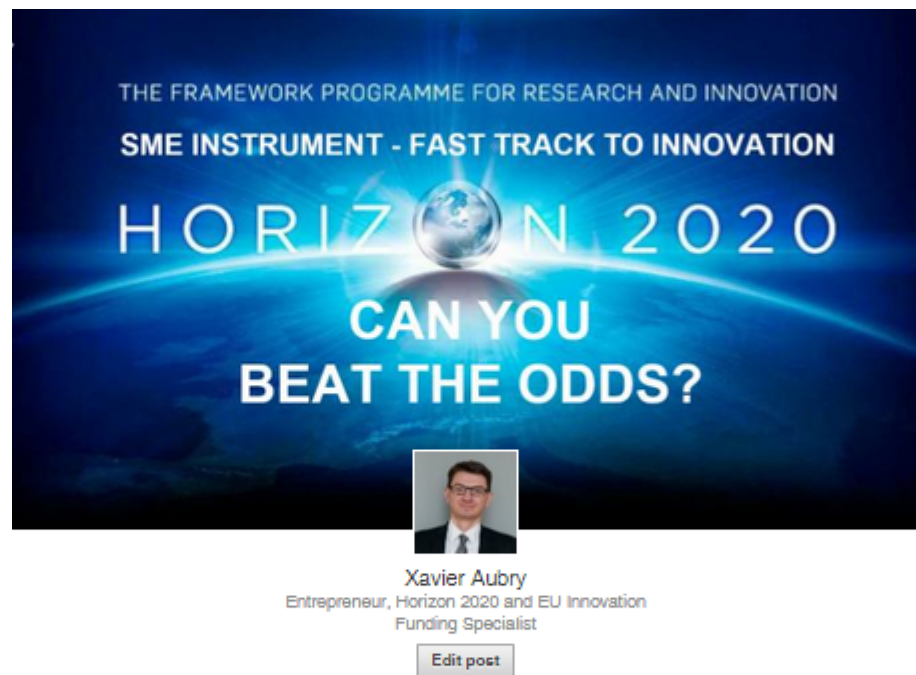 THE FRAMEWORK PROGRAMME FOR RESEARCH AND INNOVATION
SME INSTRUMENT - FAST TRACK TO INNOVATION
HORIZON 2020
CAN YOU
BEAT THE ODDS?
Xavier Aubry
Entrepreneur, Horizon 2020 and EU Innovation
Funding Specialist
Edit post